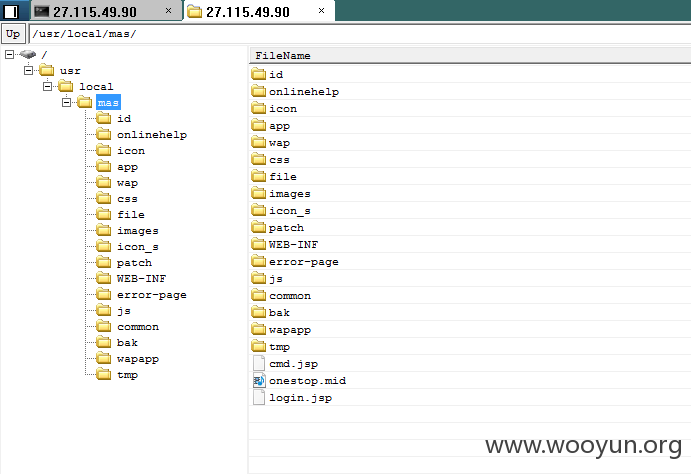 27.115.49.90 × 27.115.49.90 ×
Up /usr/local/mas/
/
usr
local
mas
id
onlinehelp
icon
app
wap
css
file
images
icon_s
patch
WEB-INF
error-page
js
common
bak
wapapp
tmp
FileName
id
onlinehelp
icon
app
wap
css
file
images
icon_s
patch
WEB-INF
error-page
js
common
bak
wapapp
tmp
cmd.jsp
onestop.mid
login.jsp
www.wooyun.org